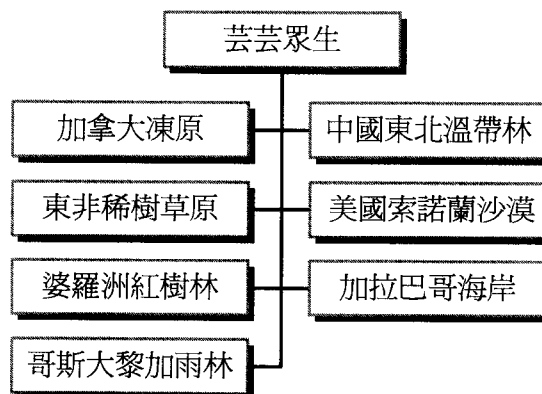 芸芸眾生
加拿大凍原
中國東北溫帶林
東非稀樹草原
美國索諾蘭沙漠
婆羅洲紅樹林
加拉巴哥海岸
哥斯大黎加雨林